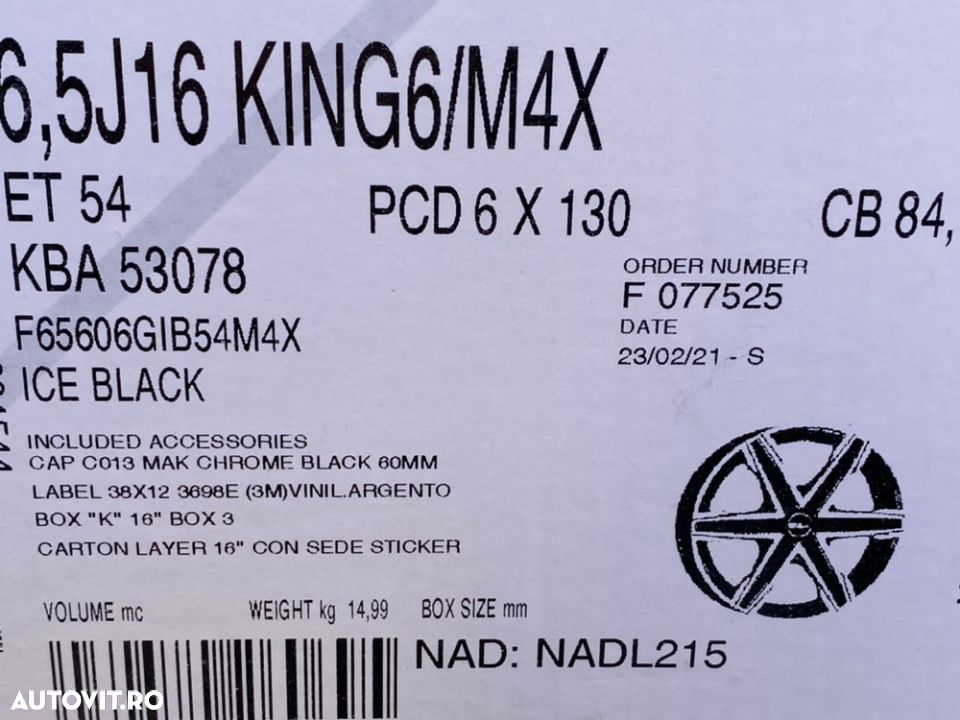 6,5J16 KING6/M4X
ET 54 PCD 6 X 130 CB 84,
KBA 53078
ORDER NUMBER
F 077525
F65606GIB54M4X
DATE
23/02/21 - S
ICE BLACK
INCLUDED ACCESSORIES
CAP C013 MAK CHROME BLACK 60MM
LABEL 38X12 3698E (3M)VINIL.ARGENTO
BOX "K" 16" BOX 3
CARTON LAYER 16" CON SEDE STICKER
VOLUME mc WEIGHT kg 14,99 BOX SIZE mm
NAD: NADL215
AUTOVIT.RO